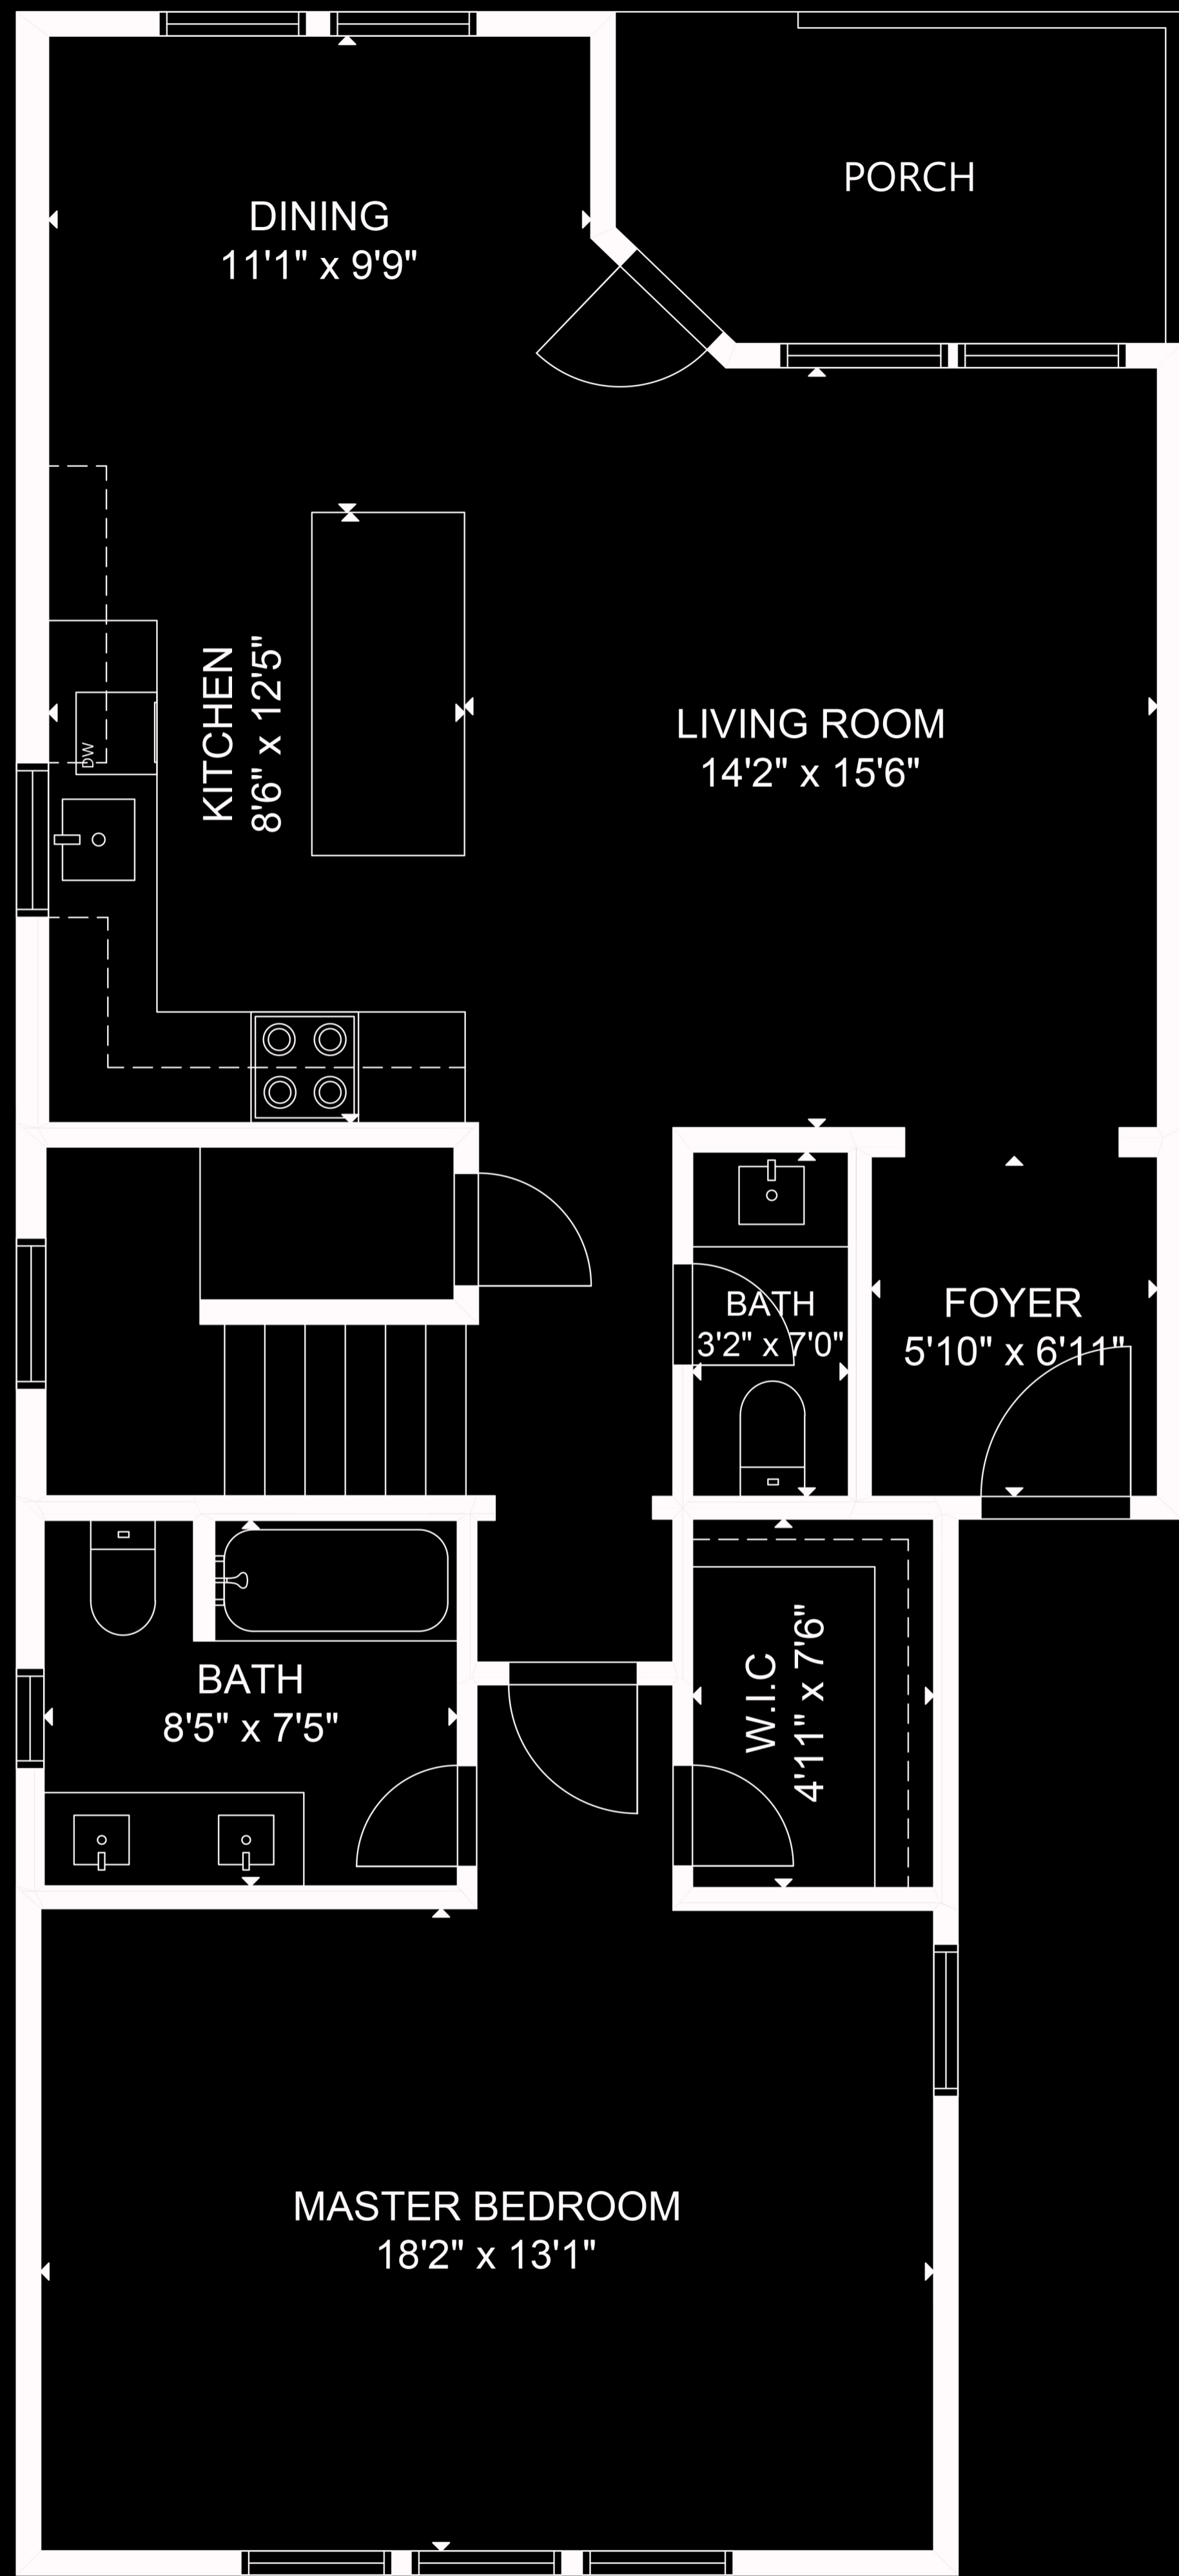 PORCH
DINING
11'1" x 9'9"
KITCHEN
8'6" x 12'5"
DW
LIVING ROOM
14'2" x 15'6"
BATH
3'2" x 7'0"
FOYER
5'10" x 6'11"
BATH
8'5" x 7'5"
W.I.C
4'11" x 7'6"
MASTER BEDROOM
18'2" x 13'1"